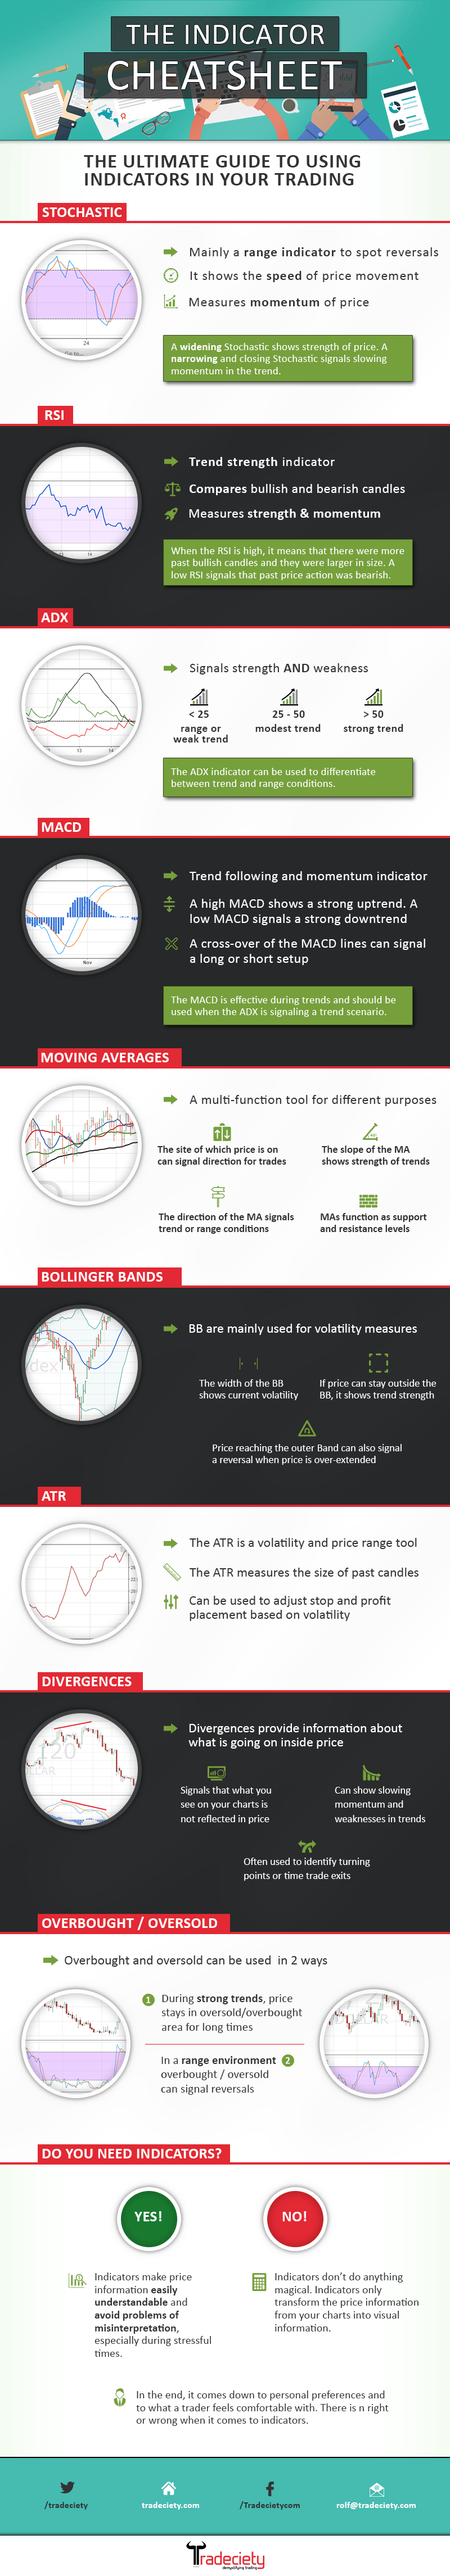 THE INDICATOR
CHEATSHEET
THE ULTIMATE GUIDE TO USING
INDICATORS IN YOUR TRADING
STOCHASTIC
Mainly a range indicator to spot reversals
It shows the speed of price movement
Measures momentum of price
24
A widening Stochastic shows strength of price. A
narrowing and closing Stochastic signals slowing
momentum in the trend.
RSI
Trend strength indicator
Compares bullish and bearish candles
Measures strength & momentum
When the RSI is high, it means that there were more
past bullish candles and they were larger in size. A
low RSI signals that past price action was bearish.
ADX
Signals strength AND weakness
< 25
range or
weak trend
25 - 50
modest trend
> 50
strong trend
13 14
The ADX indicator can be used to differentiate
between trend and range conditions.
MACD
Trend following and momentum indicator
A high MACD shows a strong uptrend. A
low MACD signals a strong downtrend
A cross-over of the MACD lines can signal
a long or short setup
Nov
The MACD is effective during trends and should be
used when the ADX is signaling a trend scenario.
MOVING AVERAGES
A multi-function tool for different purposes
The site of which price is on
can signal direction for trades
The slope of the MA
shows strength of trends
The direction of the MA signals
trend or range conditions
MAs function as support
and resistance levels
BOLLINGER BANDS
BB are mainly used for volatility measures
dex
The width of the BB
shows current volatility
If price can stay outside the
BB, it shows trend strength
Price reaching the outer Band can also signal
a reversal when price is over-extended
ATR
The ATR is a volatility and price range tool
The ATR measures the size of past candles
Can be used to adjust stop and profit
placement based on volatility
DIVERGENCES
Divergences provide information about
what is going on inside price
120
LLAR
Signals that what you
see on your charts is
not reflected in price
Can show slowing
momentum and
weaknesses in trends
Often used to identify turning
points or time trade exits
OVERBOUGHT / OVERSOLD
Overbought and oversold can be used in 2 ways
1 During strong trends, price
stays in oversold/overbought
area for long times
In a range environment 2
overbought / oversold
can signal reversals
DO YOU NEED INDICATORS?
YES!
NO!
Indicators make price
information easily
understandable and
avoid problems of
misinterpretation,
especially during stressful
times.
Indicators don't do anything
magical. Indicators only
transform the price information
from your charts into visual
information.
In the end, it comes down to personal preferences and
to what a trader feels comfortable with. There is n right
or wrong when it comes to indicators.
/tradeciety
tradeciety.com
/Tradecietycom
rolf@tradeciety.com
Tradeciety
demystifying trading